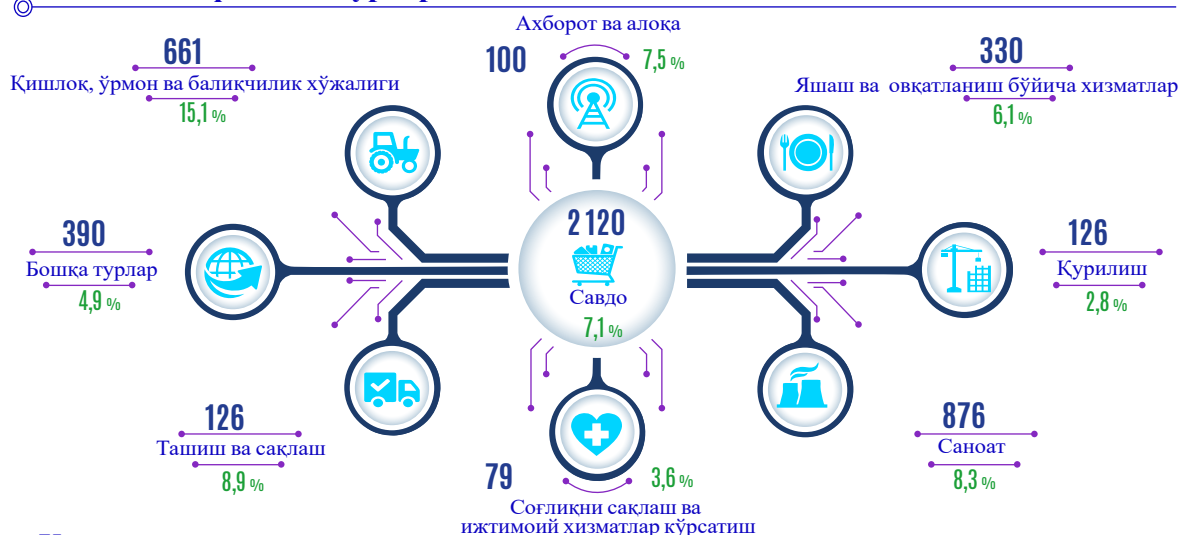 Ахборот ва алоқа
100
7,5 %
661
Қишлоқ, ўрмон ва балиқчилик хўжалиги
15,1 %
330
Яшаш ва овқатланиш бўйича хизматлар
6,1 %
390
Бошқа турлар
4,9 %
2 120
Савдо
7,1 %
126
Қурилиш
2,8 %
126
Ташиш ва сақлаш
8,9 %
876
Саноат
8,3 %
79
3,6 %
Соғлиқни сақлаш ва
ижтимоий хизматлар кўрсатиш